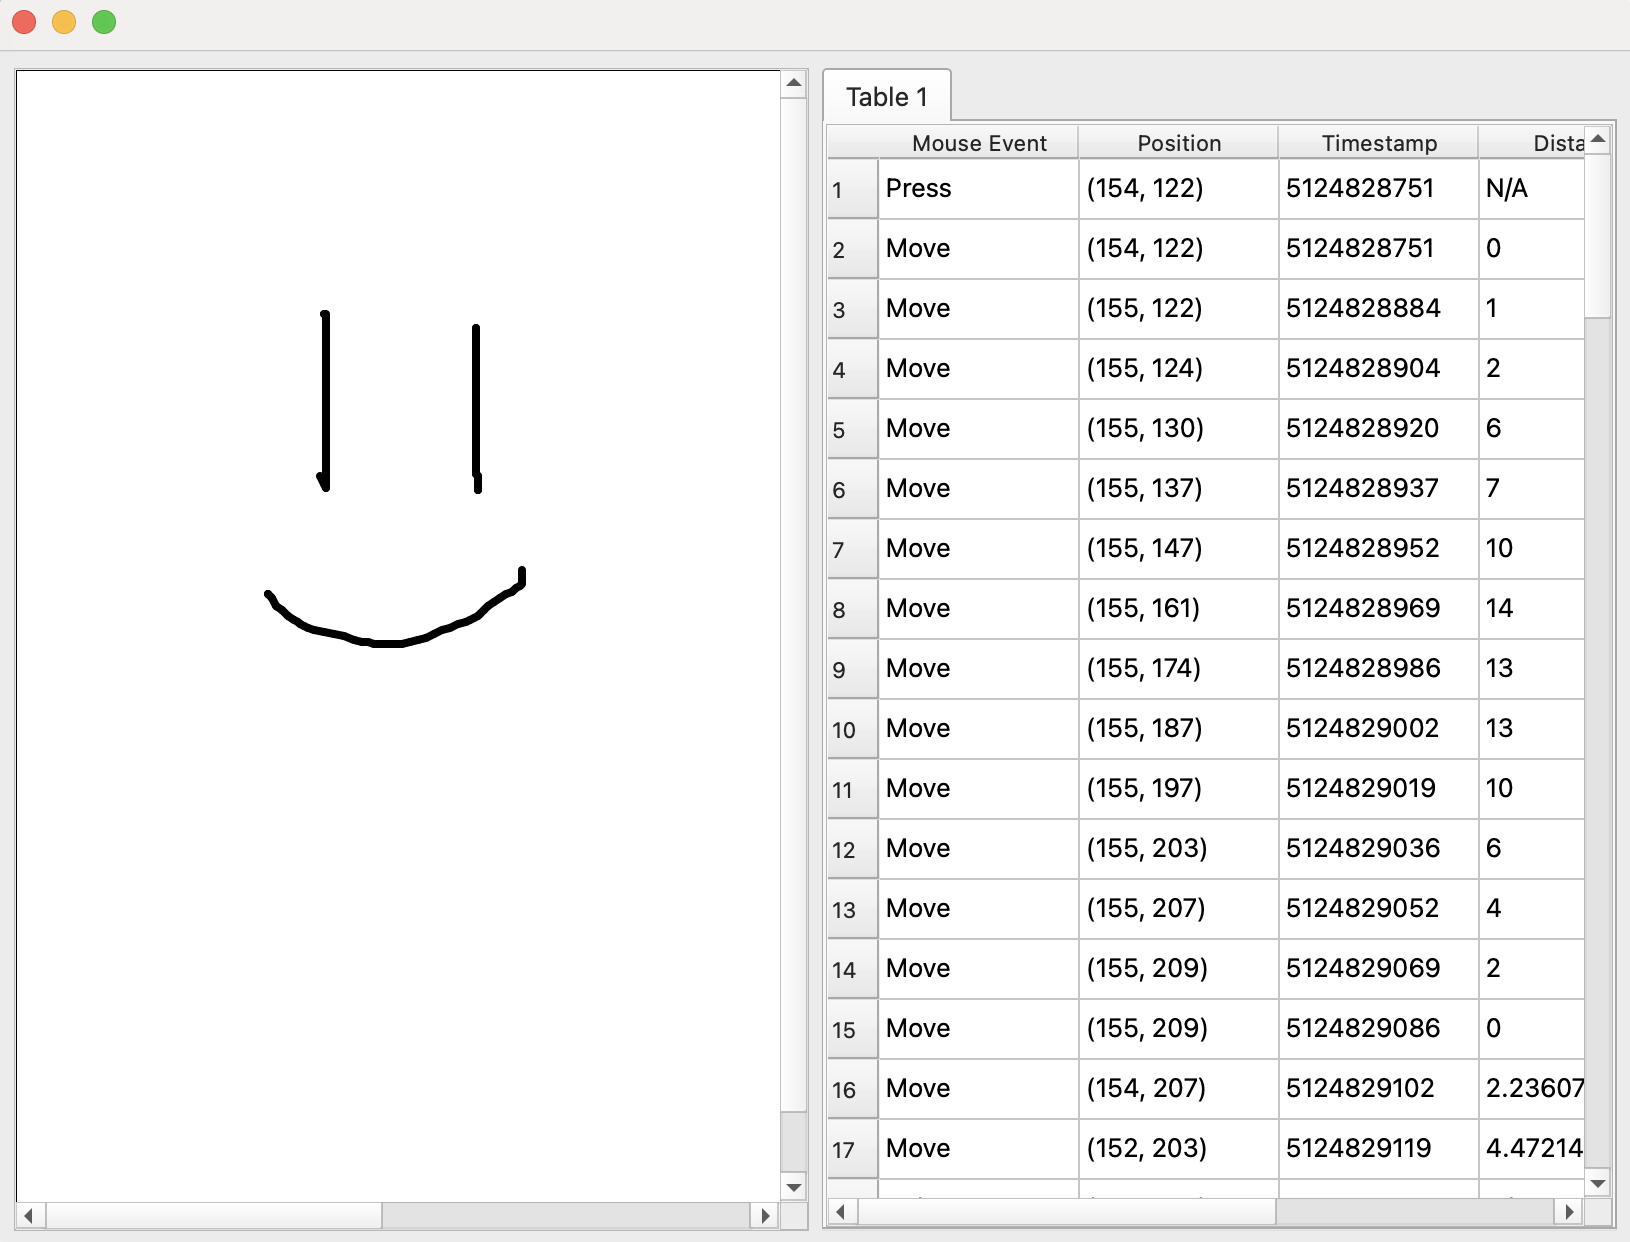 Table 1
Mouse Event Position Timestamp Dista
1 Press (154, 122) 5124828751 N/A
2 Move (154, 122) 5124828751 0
3 Move (155, 122) 5124828884 1
4 Move (155, 124) 5124828904 2
5 Move (155, 130) 5124828920 6
6 Move (155, 137) 5124828937 7
7 Move (155, 147) 5124828952 10
8 Move (155, 161) 5124828969 14
9 Move (155, 174) 5124828986 13
10 Move (155, 187) 5124829002 13
11 Move (155, 197) 5124829019 10
12 Move (155, 203) 5124829036 6
13 Move (155, 207) 5124829052 4
14 Move (155, 209) 5124829069 2
15 Move (155, 209) 5124829086 0
16 Move (154, 207) 5124829102 2.23607
17 Move (152, 203) 5124829119 4.47214